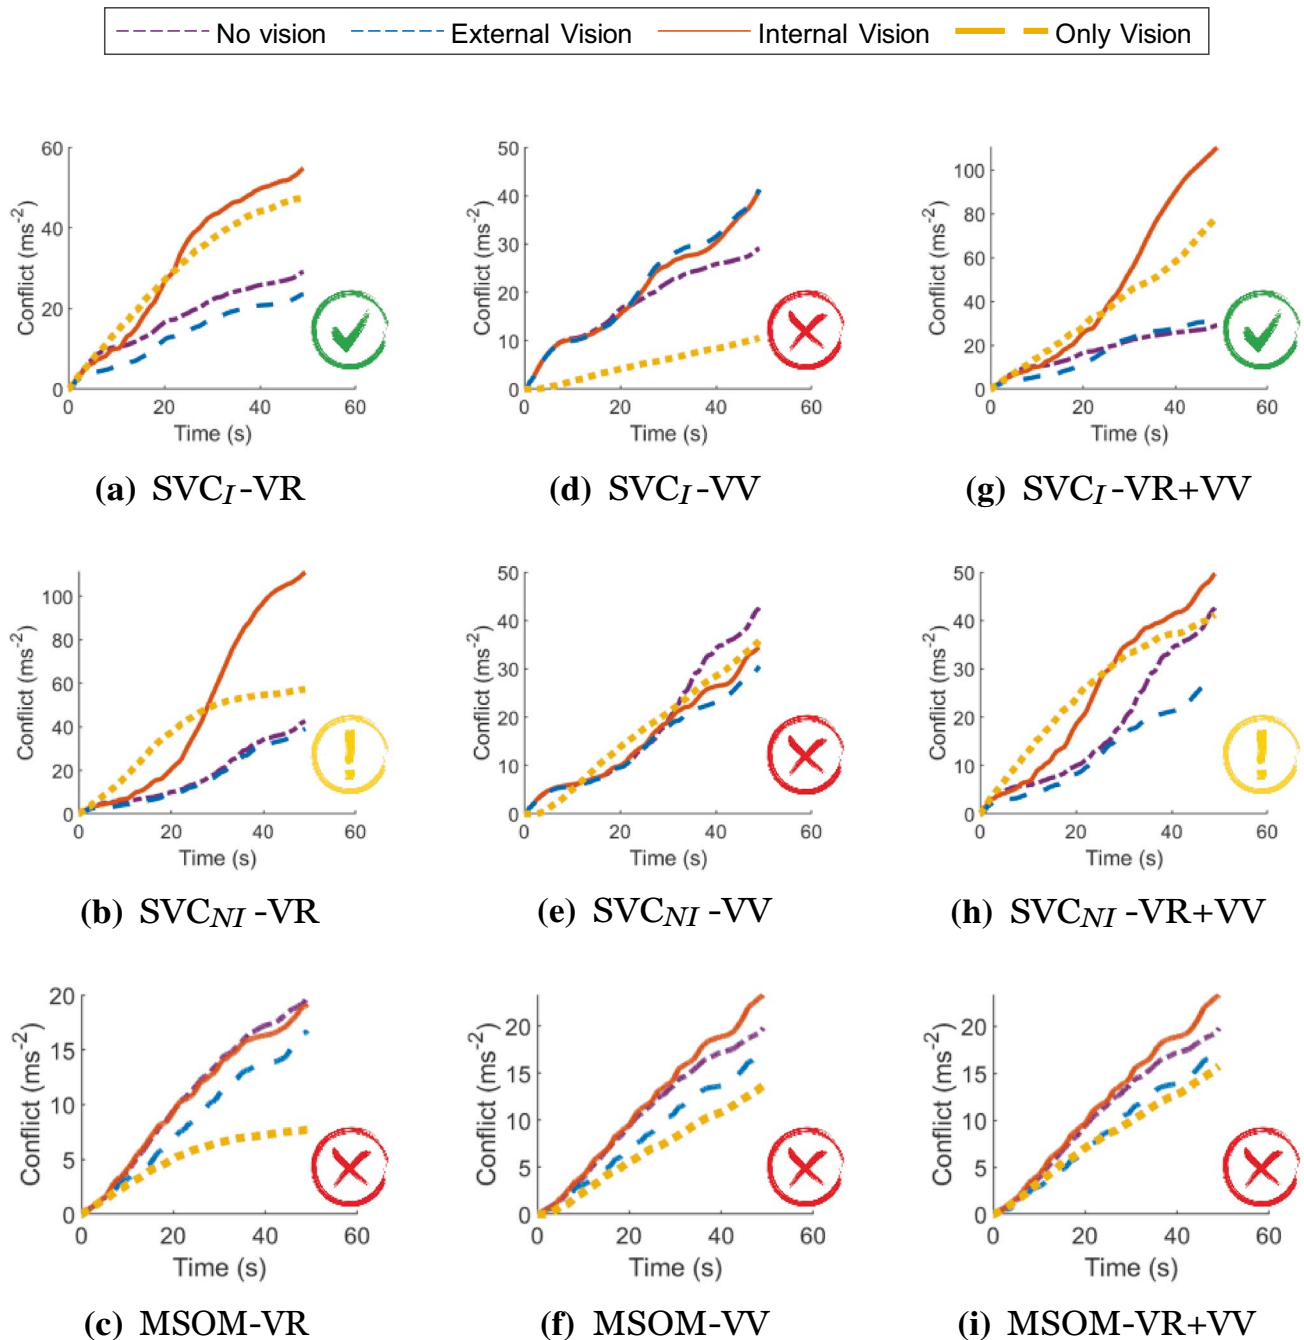 No vision External Vision Internal Vision Only Vision
60
40
20
0
Conflict (ms-2)
0 20 40 60
Time (s)
(a) SVCI-VR
50
40
30
20
10
0
Conflict (ms-2)
0 20 40 60
Time (s)
(d) SVCI-VV
100
80
60
40
20
0
Conflict (ms-2)
0 20 40 60
Time (s)
(g) SVCI-VR+VV
100
80
60
40
20
0
Conflict (ms-2)
0 20 40 60
Time (s)
(b) SVCNI-VR
50
40
30
20
10
0
Conflict (ms-2)
0 20 40 60
Time (s)
(e) SVCNI-VV
50
40
30
20
10
0
Conflict (ms-2)
0 20 40 60
Time (s)
(h) SVCNI-VR+VV
20
15
10
5
0
Conflict (ms-2)
0 20 40 60
Time (s)
(c) MSOM-VR
20
15
10
5
0
Conflict (ms-2)
0 20 40 60
Time (s)
(f) MSOM-VV
20
15
10
5
0
Conflict (ms-2)
0 20 40 60
Time (s)
(i) MSOM-VR+VV